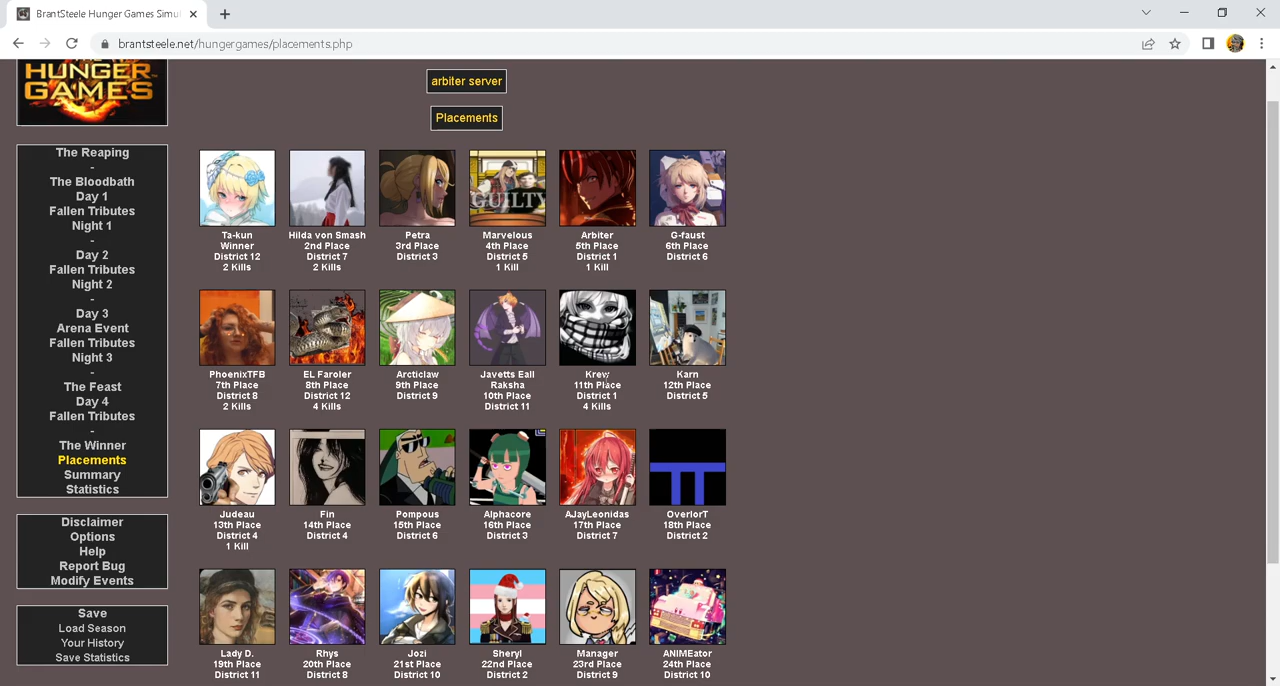 BrantSteele Hunger Games Simul
brantsteele.net/hungergames/placements.php
HUNGER
GAMES
arbiter server
Placements
The Reaping
-
The Bloodbath
Day 1
Fallen Tributes
Night 1
-
Day 2
Fallen Tributes
Night 2
-
Day 3
Arena Event
Fallen Tributes
Night 3
-
The Feast
Day 4
Fallen Tributes
-
The Winner
Placements
Summary
Statistics
Disclaimer
Options
Help
Report Bug
Modify Events
Save
Load Season
Your History
Save Statistics
Ta-kun
Winner
District 12
2 Kills
Hilda von Smash
2nd Place
District 7
2 Kills
Petra
3rd Place
District 3
GUILTY
Marvelous
4th Place
District 5
1 Kill
Arbiter
5th Place
District 1
1 Kill
G-faust
6th Place
District 6
PhoenixTFB
7th Place
District 8
2 Kills
EL Faroler
8th Place
District 12
4 Kills
Arcticlaw
9th Place
District 9
Javetts Eall
Raksha
10th Place
District 11
Krew
11th Place
District 1
4 Kills
Karn
12th Place
District 5
Judeau
13th Place
District 4
1 Kill
Fin
14th Place
District 4
Pompous
15th Place
District 6
Alphacore
16th Place
District 3
AJayLeonidas
17th Place
District 7
OverlorT
18th Place
District 2
Lady D.
19th Place
District 11
Rhys
20th Place
District 8
Jozi
21st Place
District 10
Sheryl
22nd Place
District 2
Manager
23rd Place
District 9
ANIMEator
24th Place
District 10